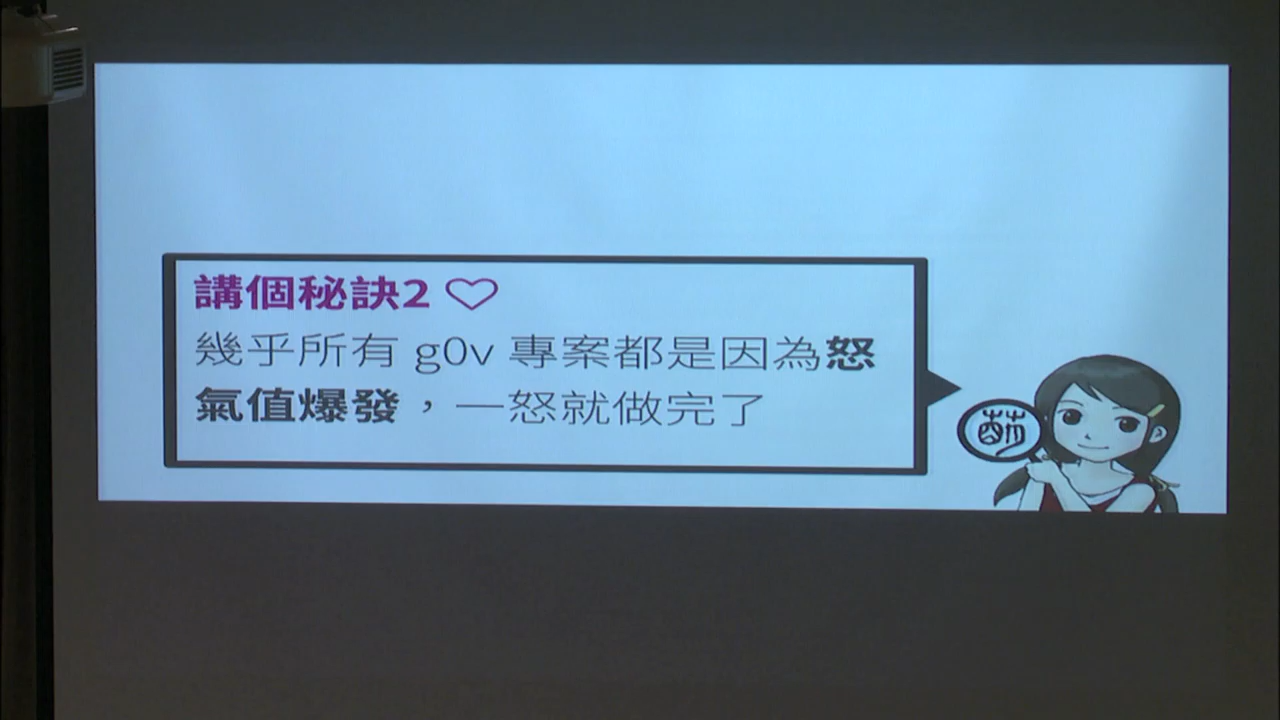 講個秘訣2 ♡
幾乎所有 g0v 專案都是因為怒
氣值爆發，一怒就做完了
萌